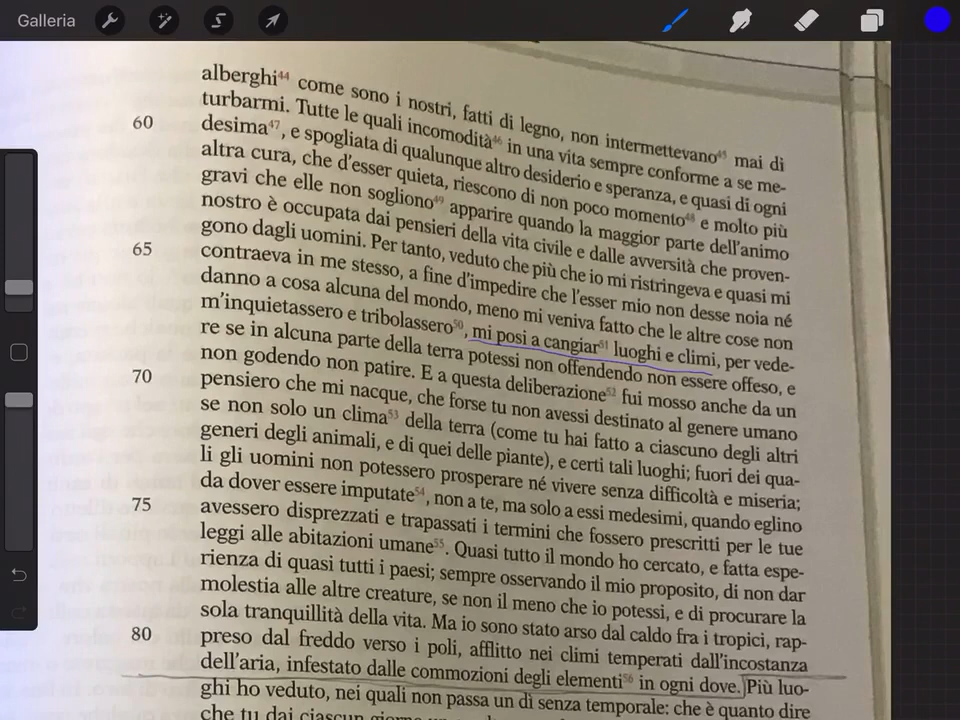 Galleria
alberghi44 come sono i nostri, fatti di legno, non intermettevano45 mai di
turbarmi. Tutte le quali incomodità46 in una vita sempre conforme a se me-
60 desima47, e spogliata di qualunque altro desiderio e speranza, e quasi di ogni
altra cura, che d'esser quieta, riescono di non poco momento48 e molto più
gravi che elle non sogliono49 apparire quando la maggior parte dell'animo
nostro è occupata dai pensieri della vita civile e dalle avversità che proven-
gono dagli uomini. Per tanto, veduto che più che io mi ristringeva e quasi mi
65 contraeva in me stesso, a fine d'impedire che l'esser mio non desse noia né
danno a cosa alcuna del mondo, meno mi veniva fatto che le altre cose non
m'inquietassero e tribolassero50, mi posi a cangiar51 luoghi e climi, per vede-
re se in alcuna parte della terra potessi non offendendo non essere offeso, e
non godendo non patire. E a questa deliberazione52 fui mosso anche da un
70 pensiero che mi nacque, che forse tu non avessi destinato al genere umano
se non solo un clima53 della terra (come tu hai fatto a ciascuno degli altri
generi degli animali, e di quei delle piante), e certi tali luoghi; fuori dei qua-
li gli uomini non potessero prosperare né vivere senza difficoltà e miseria;
da dover essere imputate54, non a te, ma solo a essi medesimi, quando eglino
75 avessero disprezzati e trapassati i termini che fossero prescritti per le tue
leggi alle abitazioni umane55. Quasi tutto il mondo ho cercato, e fatta espe-
rienza di quasi tutti i paesi; sempre osservando il mio proposito, di non dar
molestia alle altre creature, se non il meno che io potessi, e di procurare la
sola tranquillità della vita. Ma io sono stato arso dal caldo fra i tropici, rap-
80 preso dal freddo verso i poli, afflitto nei climi temperati dall'incostanza
dell'aria, infestato dalle commozioni degli elementi56 in ogni dove. Più luo-
ghi ho veduto, nei quali non passa un dì senza temporale: che è quanto dire
che tu dai ciascun giorno un